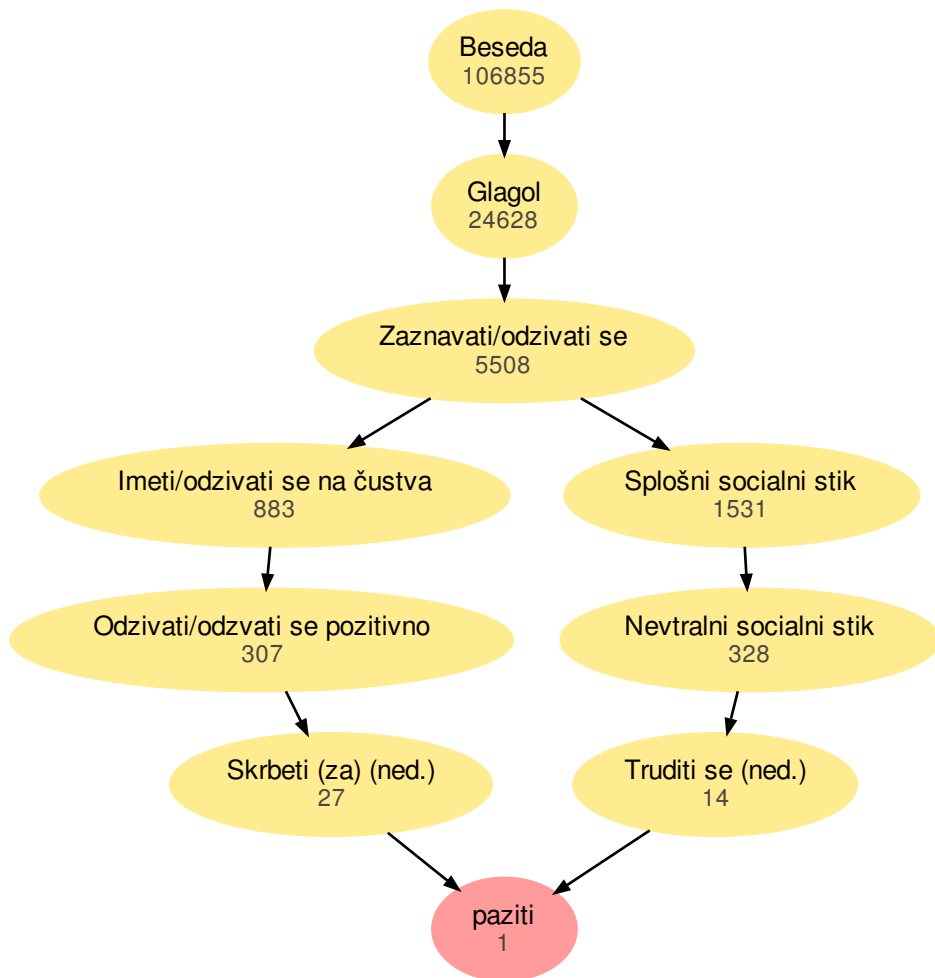 Beseda
106855
Glagol
24628
Zaznavati/odzivati se
5508
Imeti/odzivati se na čustva
883
Splošni socialni stik
1531
Odzivati/odzvati se pozitivno
307
Nevtralni socialni stik
328
Skrbeti (za) (ned.)
27
Truditi se (ned.)
14
paziti
1